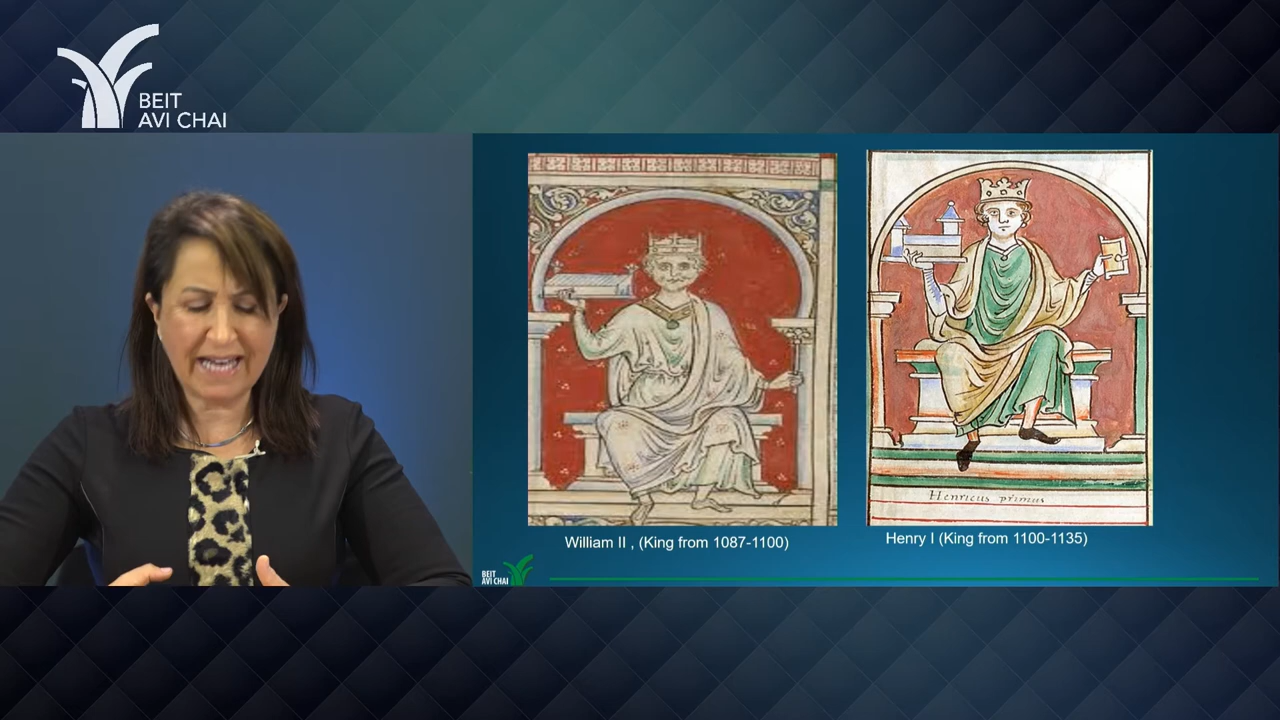 BEIT
AVI CHAI
Henricus primus
William II , (King from 1087-1100)
Henry I (King from 1100-1135)
BEIT
AVI CHAI